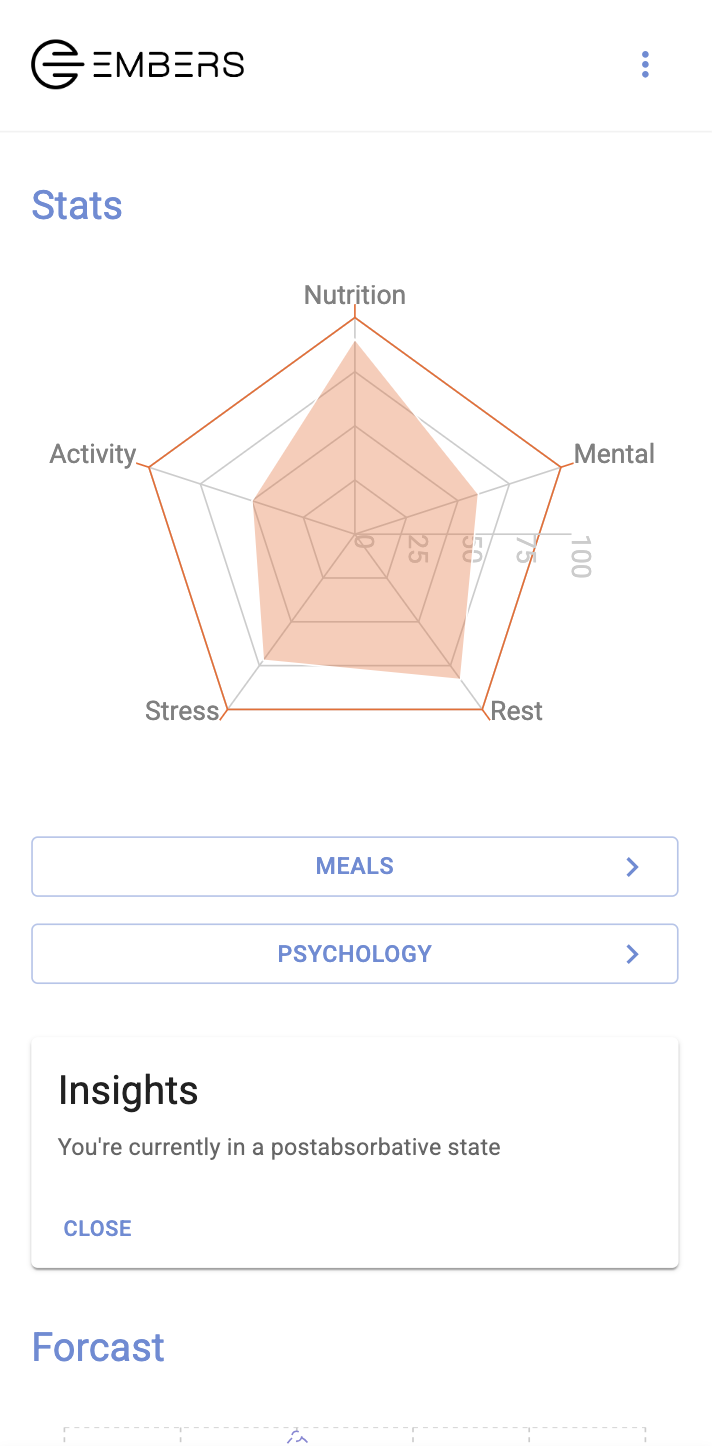 EMBERS
Stats
Nutrition
Activity
Mental
0
25
50
75
100
Stress
Rest
MEALS
PSYCHOLOGY
Insights
You're currently in a postabsorbative state
CLOSE
Forcast